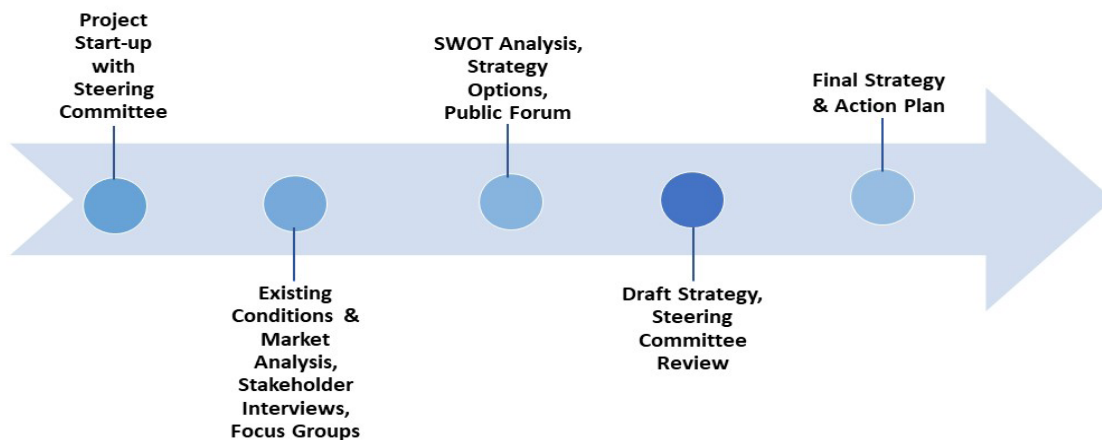 Project
Start-up
with
Steering
Committee
Existing
Conditions &
Market
Analysis,
Stakeholder
Interviews,
Focus Groups
SWOT Analysis,
Strategy
Options,
Public Forum
Draft Strategy,
Steering
Committee
Review
Final Strategy
& Action Plan